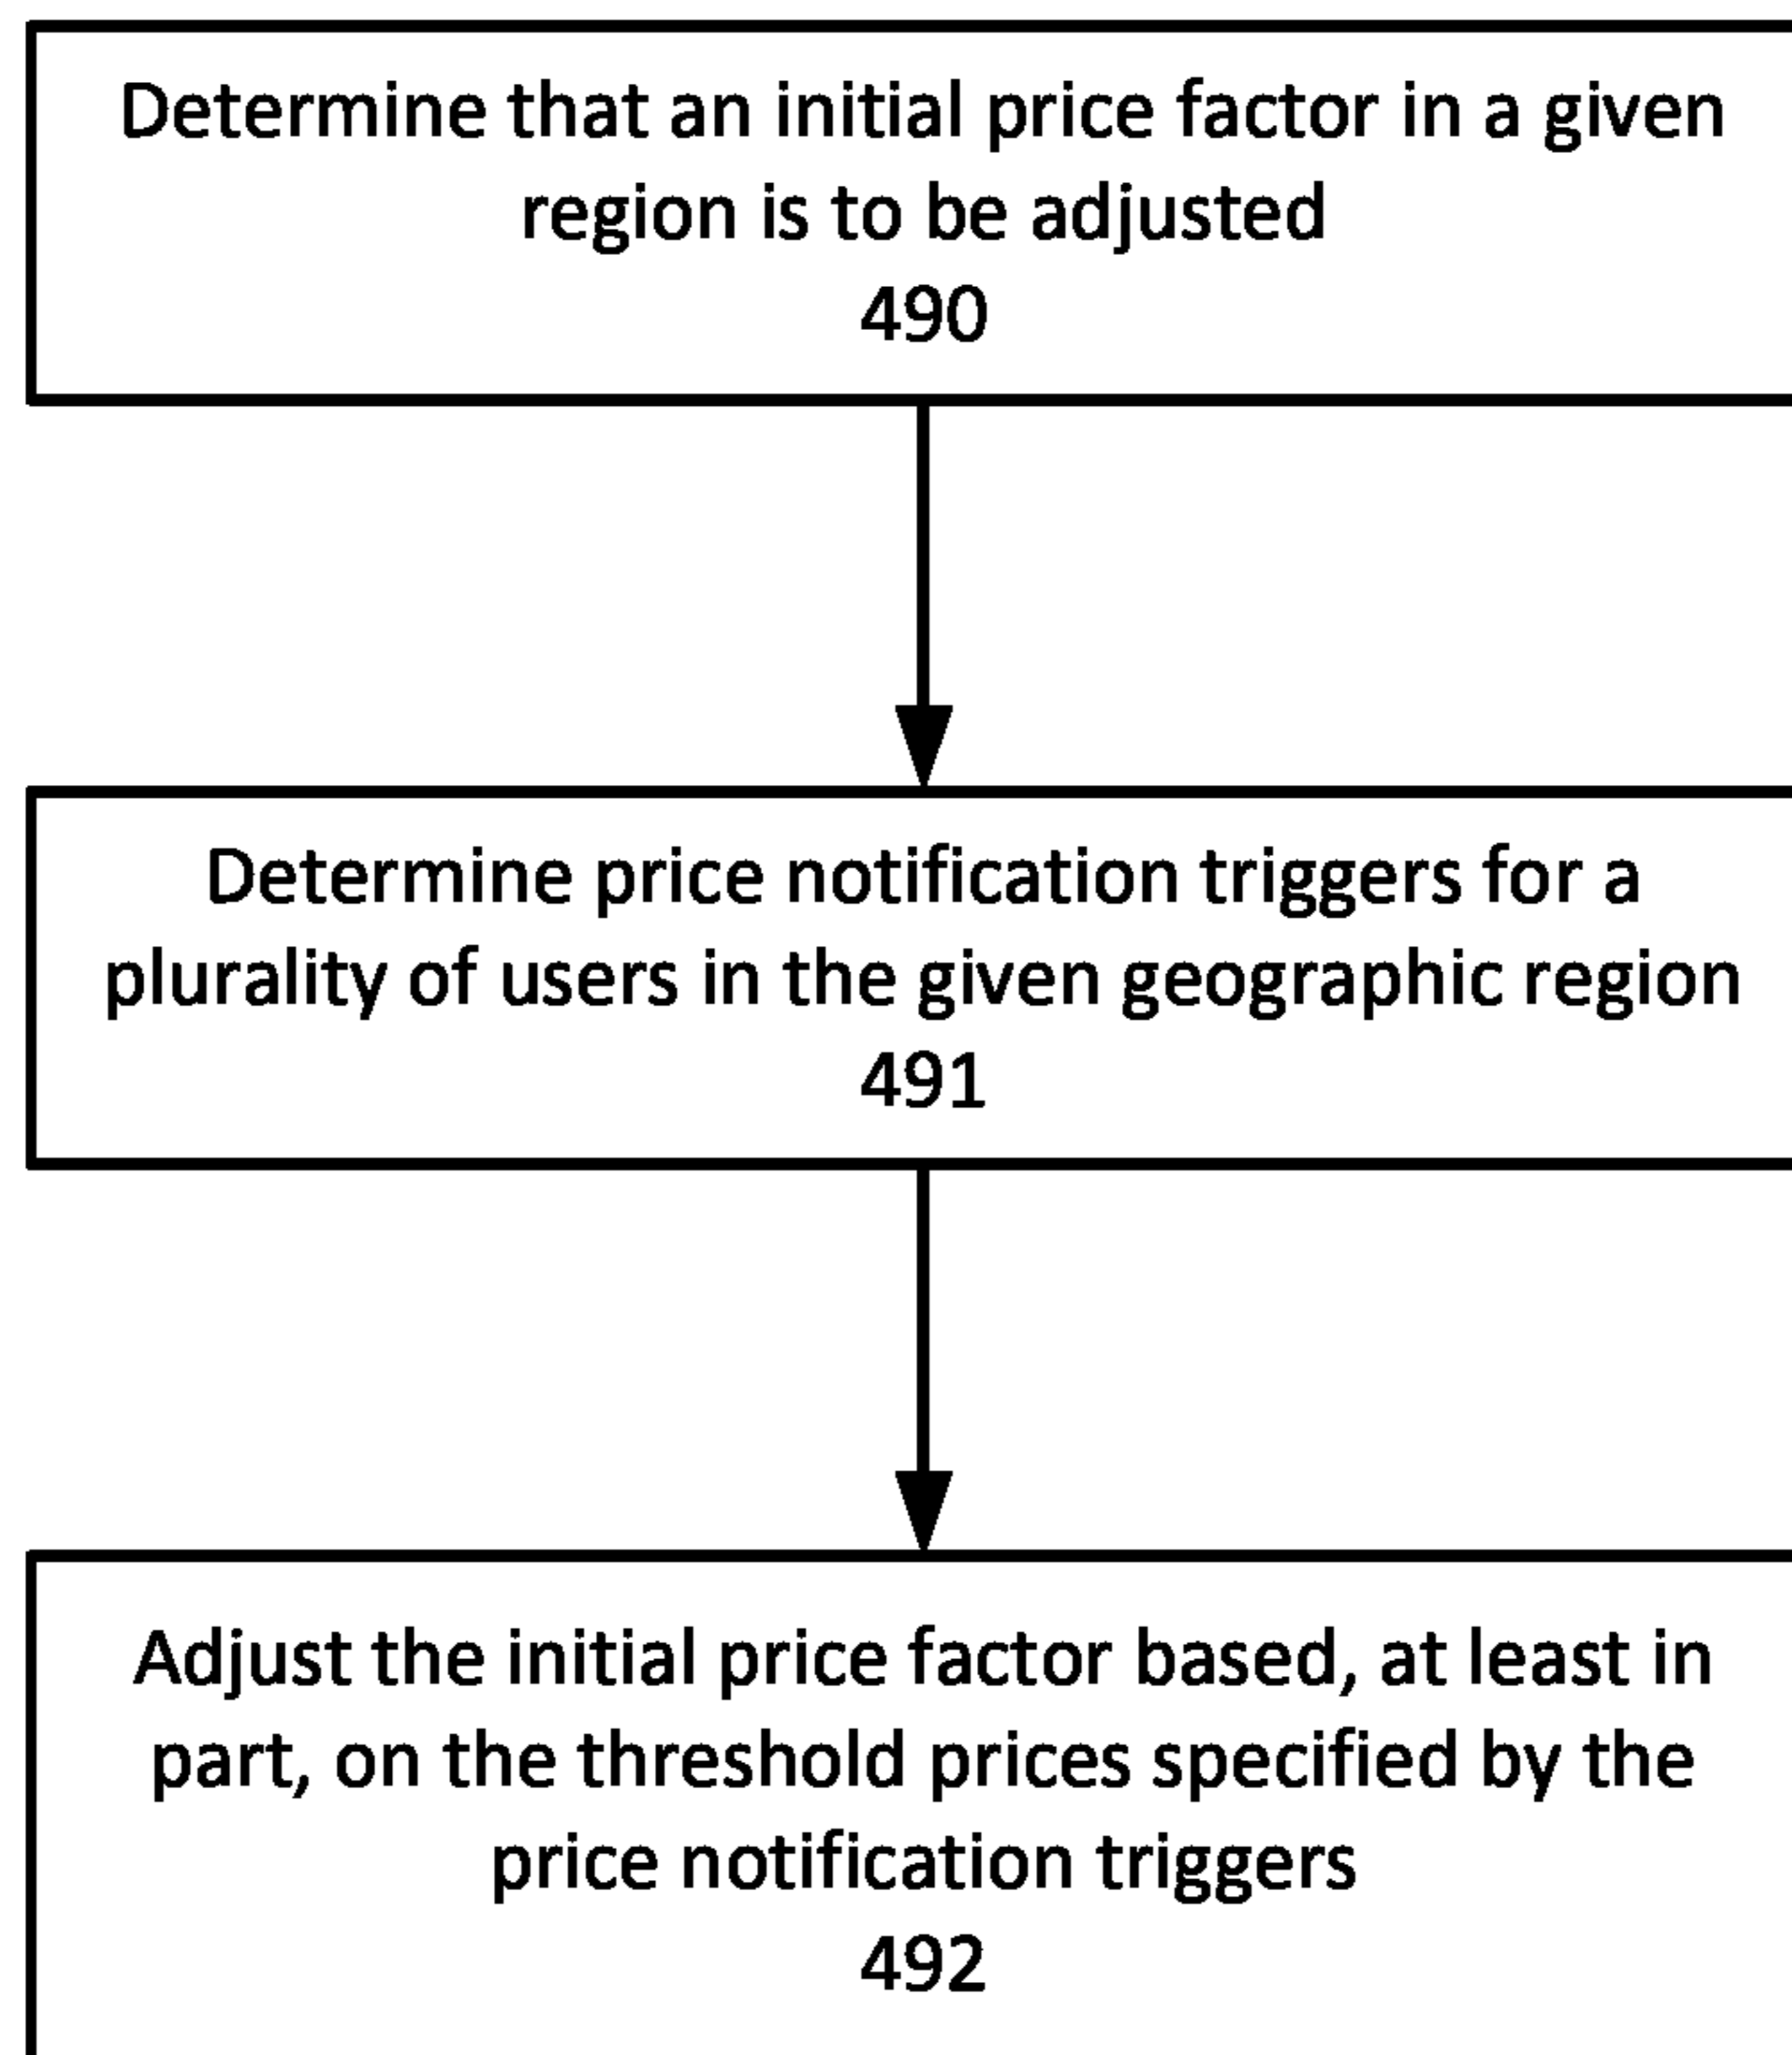 Determine that an initial price factor in a given
region is to be adjusted
490
Determine price notification triggers for a
plurality of users in the given geographic region
491
Adjust the initial price factor based, at least in
part, on the threshold prices specified by the
price notification triggers
492